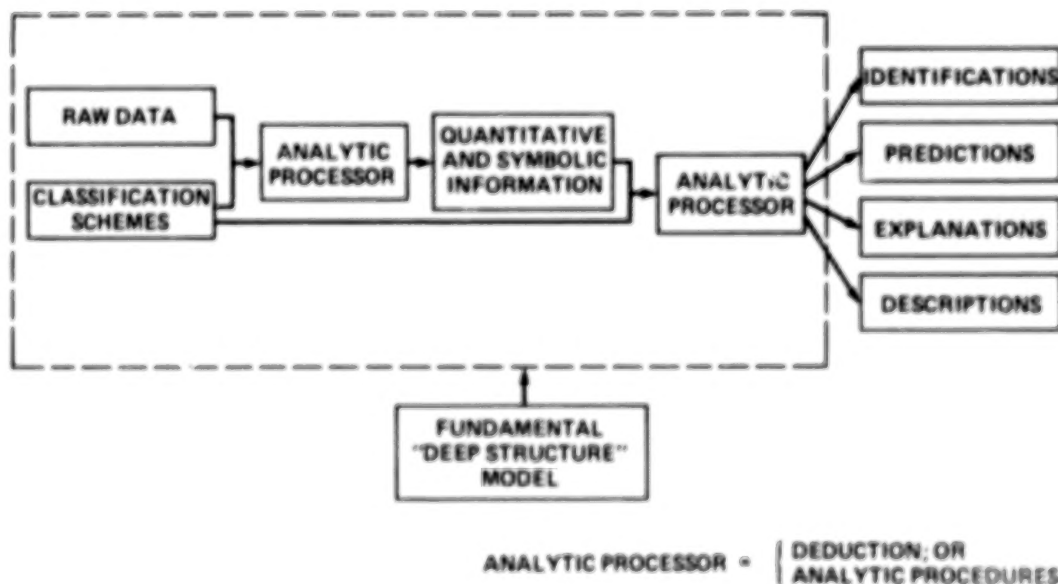 RAW DATA
CLASSIFICATION
SCHEMES
ANALYTIC
PROCESSOR
QUANTITATIVE
AND SYMBOLIC
INFORMATION
ANALYTIC
PROCESSOR
IDENTIFICATIONS
PREDICTIONS
EXPLANATIONS
DESCRIPTIONS
FUNDAMENTAL
"DEEP STRUCTURE"
MODEL
ANALYTIC PROCESSOR =
DEDUCTION; OR
ANALYTIC PROCEDURES